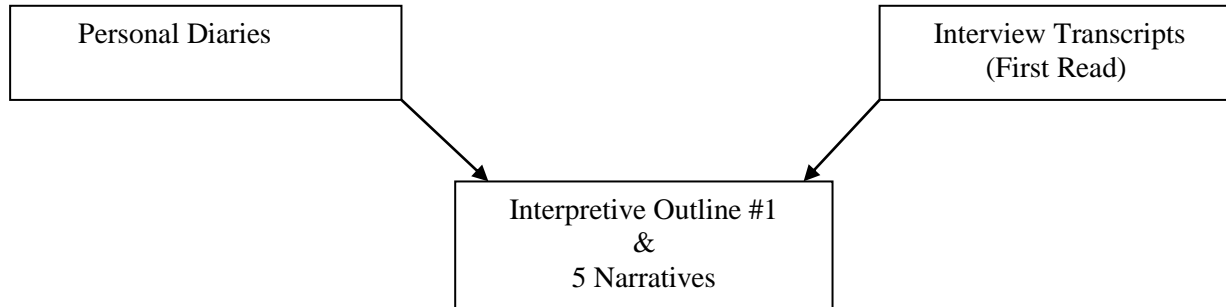 Personal Diaries
Interview Transcripts
(First Read)
Interpretive Outline #1
&
5 Narratives